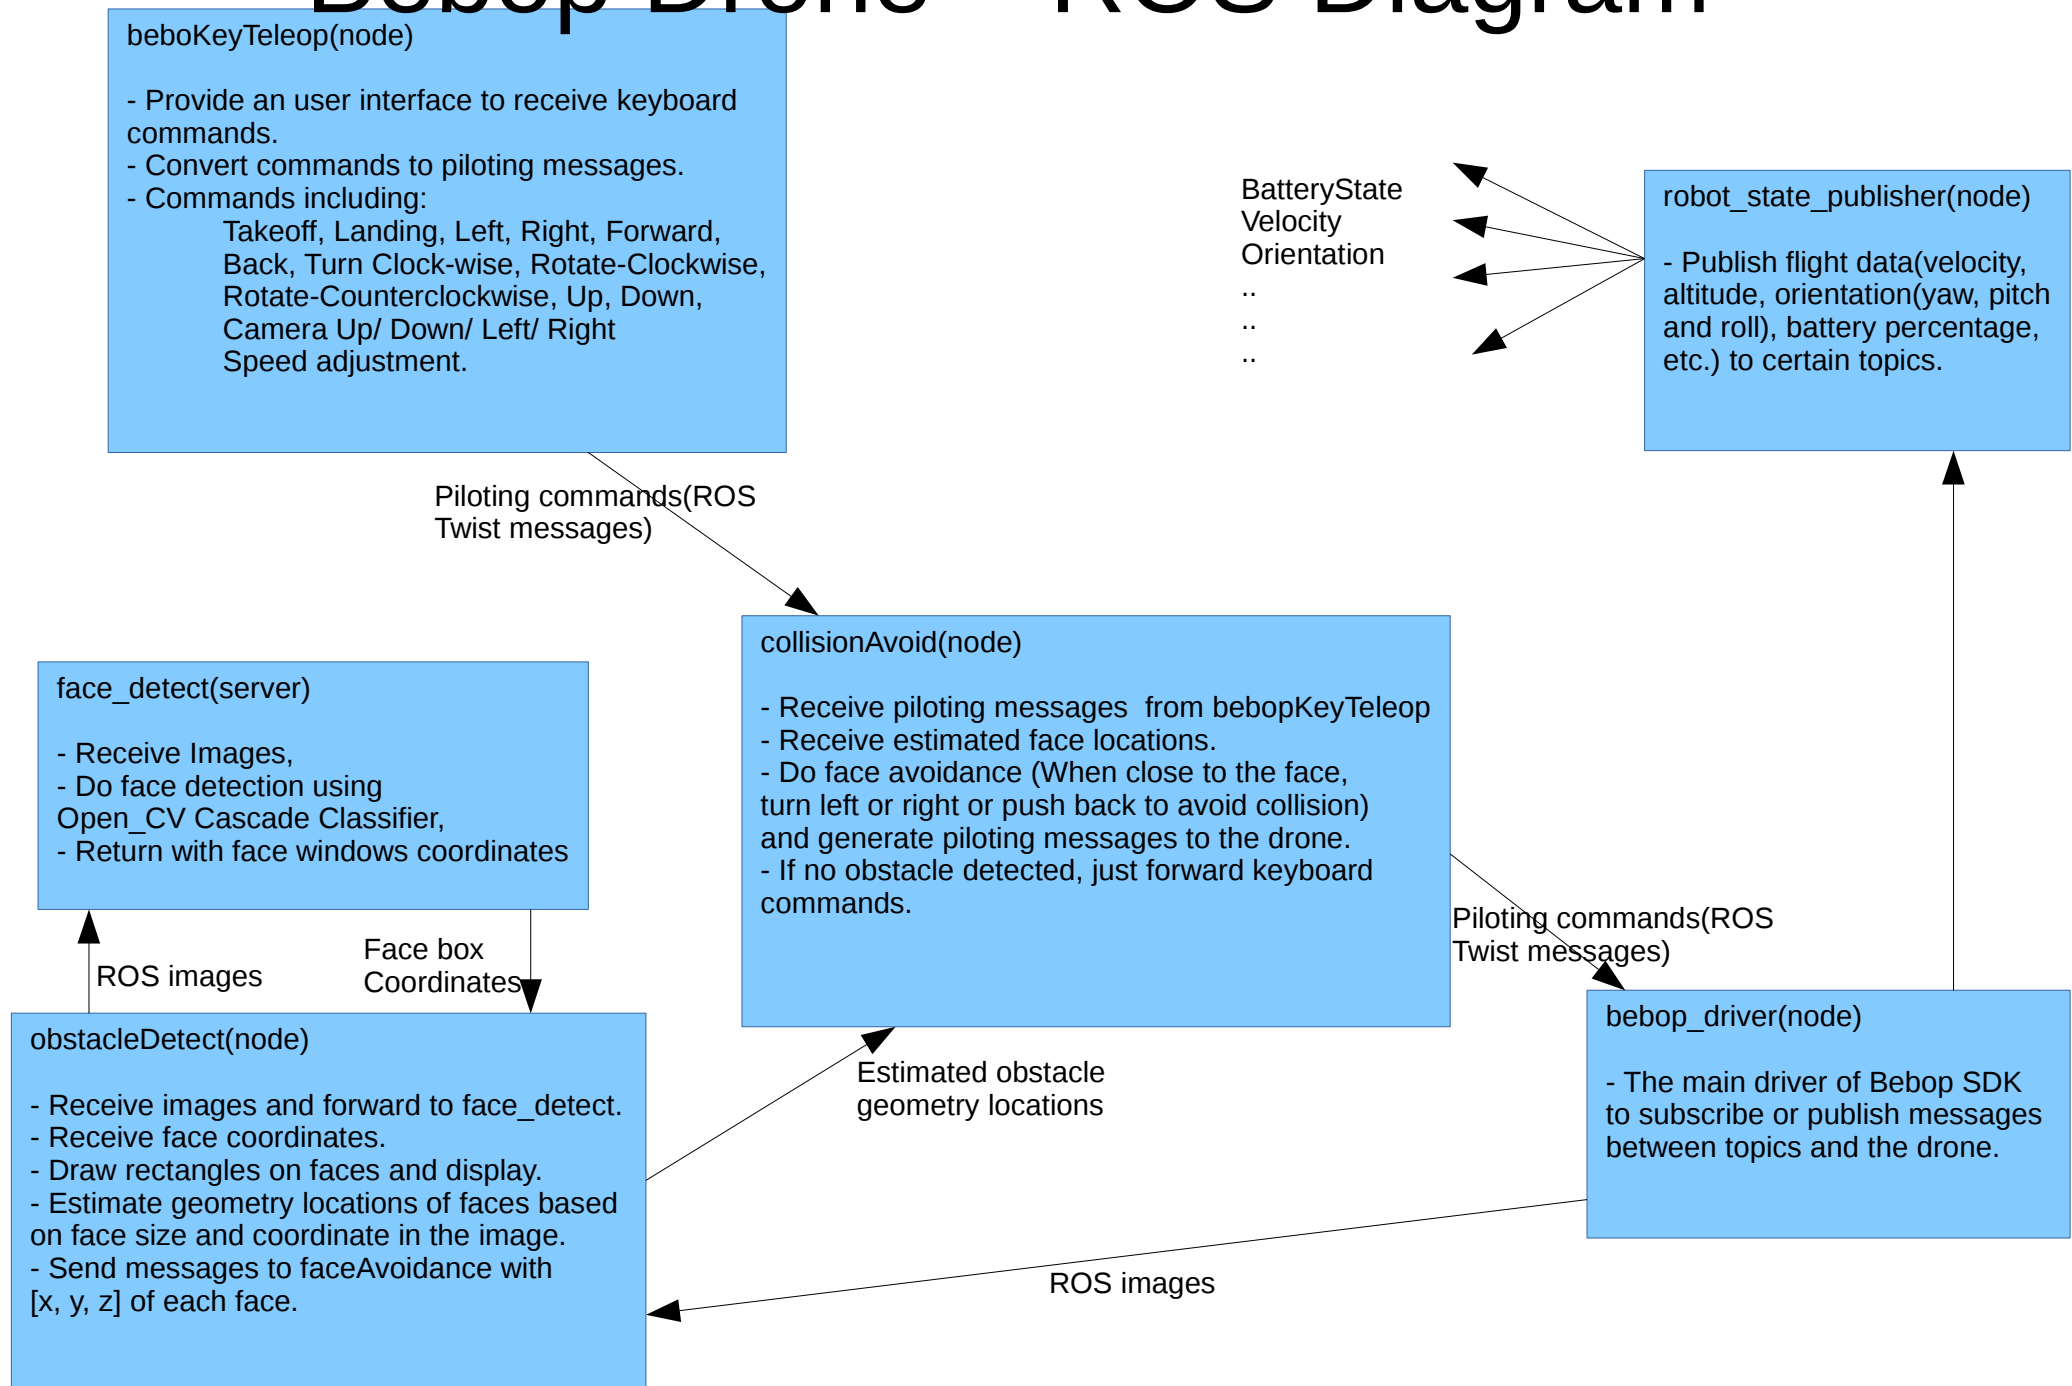 Bebop Drone – ROS Diagram
beboKeyTeleop(node)
- Provide an user interface to receive keyboard
commands.
- Convert commands to piloting messages.
- Commands including:
Takeoff, Landing, Left, Right, Forward,
Back, Turn Clock-wise, Rotate-Clockwise,
Rotate-Counterclockwise, Up, Down,
Camera Up/ Down/ Left/ Right
Speed adjustment.
BatteryState
Velocity
Orientation
..
..
..
robot_state_publisher(node)
- Publish flight data(velocity,
altitude, orientation(yaw, pitch
and roll), battery percentage,
etc.) to certain topics.
Piloting commands(ROS
Twist messages)
collisionAvoid(node)
- Receive piloting messages  from bebopKeyTeleop
- Receive estimated face locations.
- Do face avoidance (When close to the face,
turn left or right or push back to avoid collision)
and generate piloting messages to the drone.
- If no obstacle detected, just forward keyboard
commands.
face_detect(server)
- Receive Images,
- Do face detection using
Open_CV Cascade Classifier,
- Return with face windows coordinates
Piloting commands(ROS
Twist messages)
ROS images
Face box
Coordinates
obstacleDetect(node)
- Receive images and forward to face_detect.
- Receive face coordinates.
- Draw rectangles on faces and display.
- Estimate geometry locations of faces based
on face size and coordinate in the image.
- Send messages to faceAvoidance with
[x, y, z] of each face.
Estimated obstacle
geometry locations
bebop_driver(node)
- The main driver of Bebop SDK
to subscribe or publish messages
between topics and the drone.
ROS images